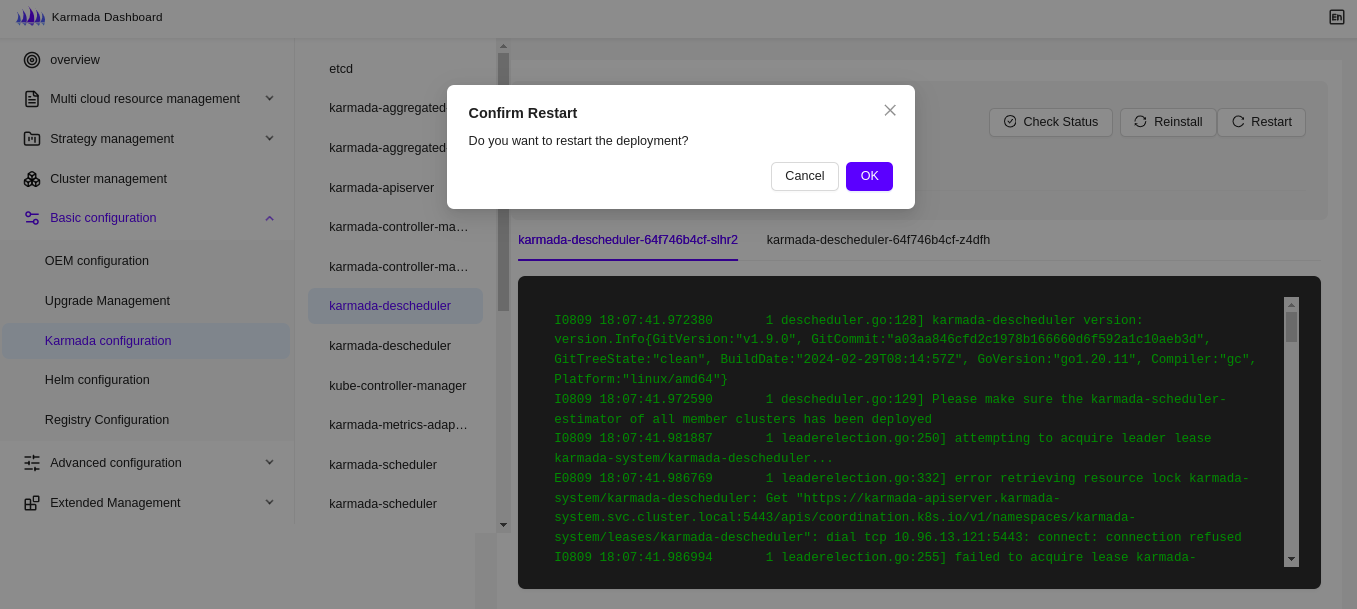 Karmada Dashboard
En
overview
Multi cloud resource management
Strategy management
Cluster management
Basic configuration
OEM configuration
Upgrade Management
Karmada configuration
Helm configuration
Registry Configuration
Advanced configuration
Extended Management
etcd
karmada-aggregated-
karmada-aggregated-
karmada-apiserver
karmada-controller-ma…
karmada-controller-ma…
karmada-descheduler
karmada-descheduler
kube-controller-manager
karmada-metrics-adap…
karmada-scheduler
karmada-scheduler
Confirm Restart
Do you want to restart the deployment?
Cancel
OK
Check Status
Reinstall
Restart
karmada-descheduler-64f746b4cf-slhr2
karmada-descheduler-64f746b4cf-z4dfh
I0809 18:07:41.972380       1 descheduler.go:128] karmada-descheduler version:
version.Info{GitVersion:"v1.9.0", GitCommit:"a03aa846cfd2c1978b166660d6f592a1c10aeb3d",
GitTreeState:"clean", BuildDate:"2024-02-29T08:14:57Z", GoVersion:"go1.20.11", Compiler:"gc",
Platform:"linux/amd64"}
I0809 18:07:41.972590       1 descheduler.go:129] Please make sure the karmada-scheduler-
estimator of all member clusters has been deployed
I0809 18:07:41.981887       1 leaderelection.go:250] attempting to acquire leader lease
karmada-system/karmada-descheduler...
E0809 18:07:41.986769       1 leaderelection.go:332] error retrieving resource lock karmada-
system/karmada-descheduler: Get "https://karmada-apiserver.karmada-
system.svc.cluster.local:5443/apis/coordination.k8s.io/v1/namespaces/karmada-
system/leases/karmada-descheduler": dial tcp 10.96.13.121:5443: connect: connection refused
I0809 18:07:41.986994       1 leaderelection.go:255] failed to acquire lease karmada-